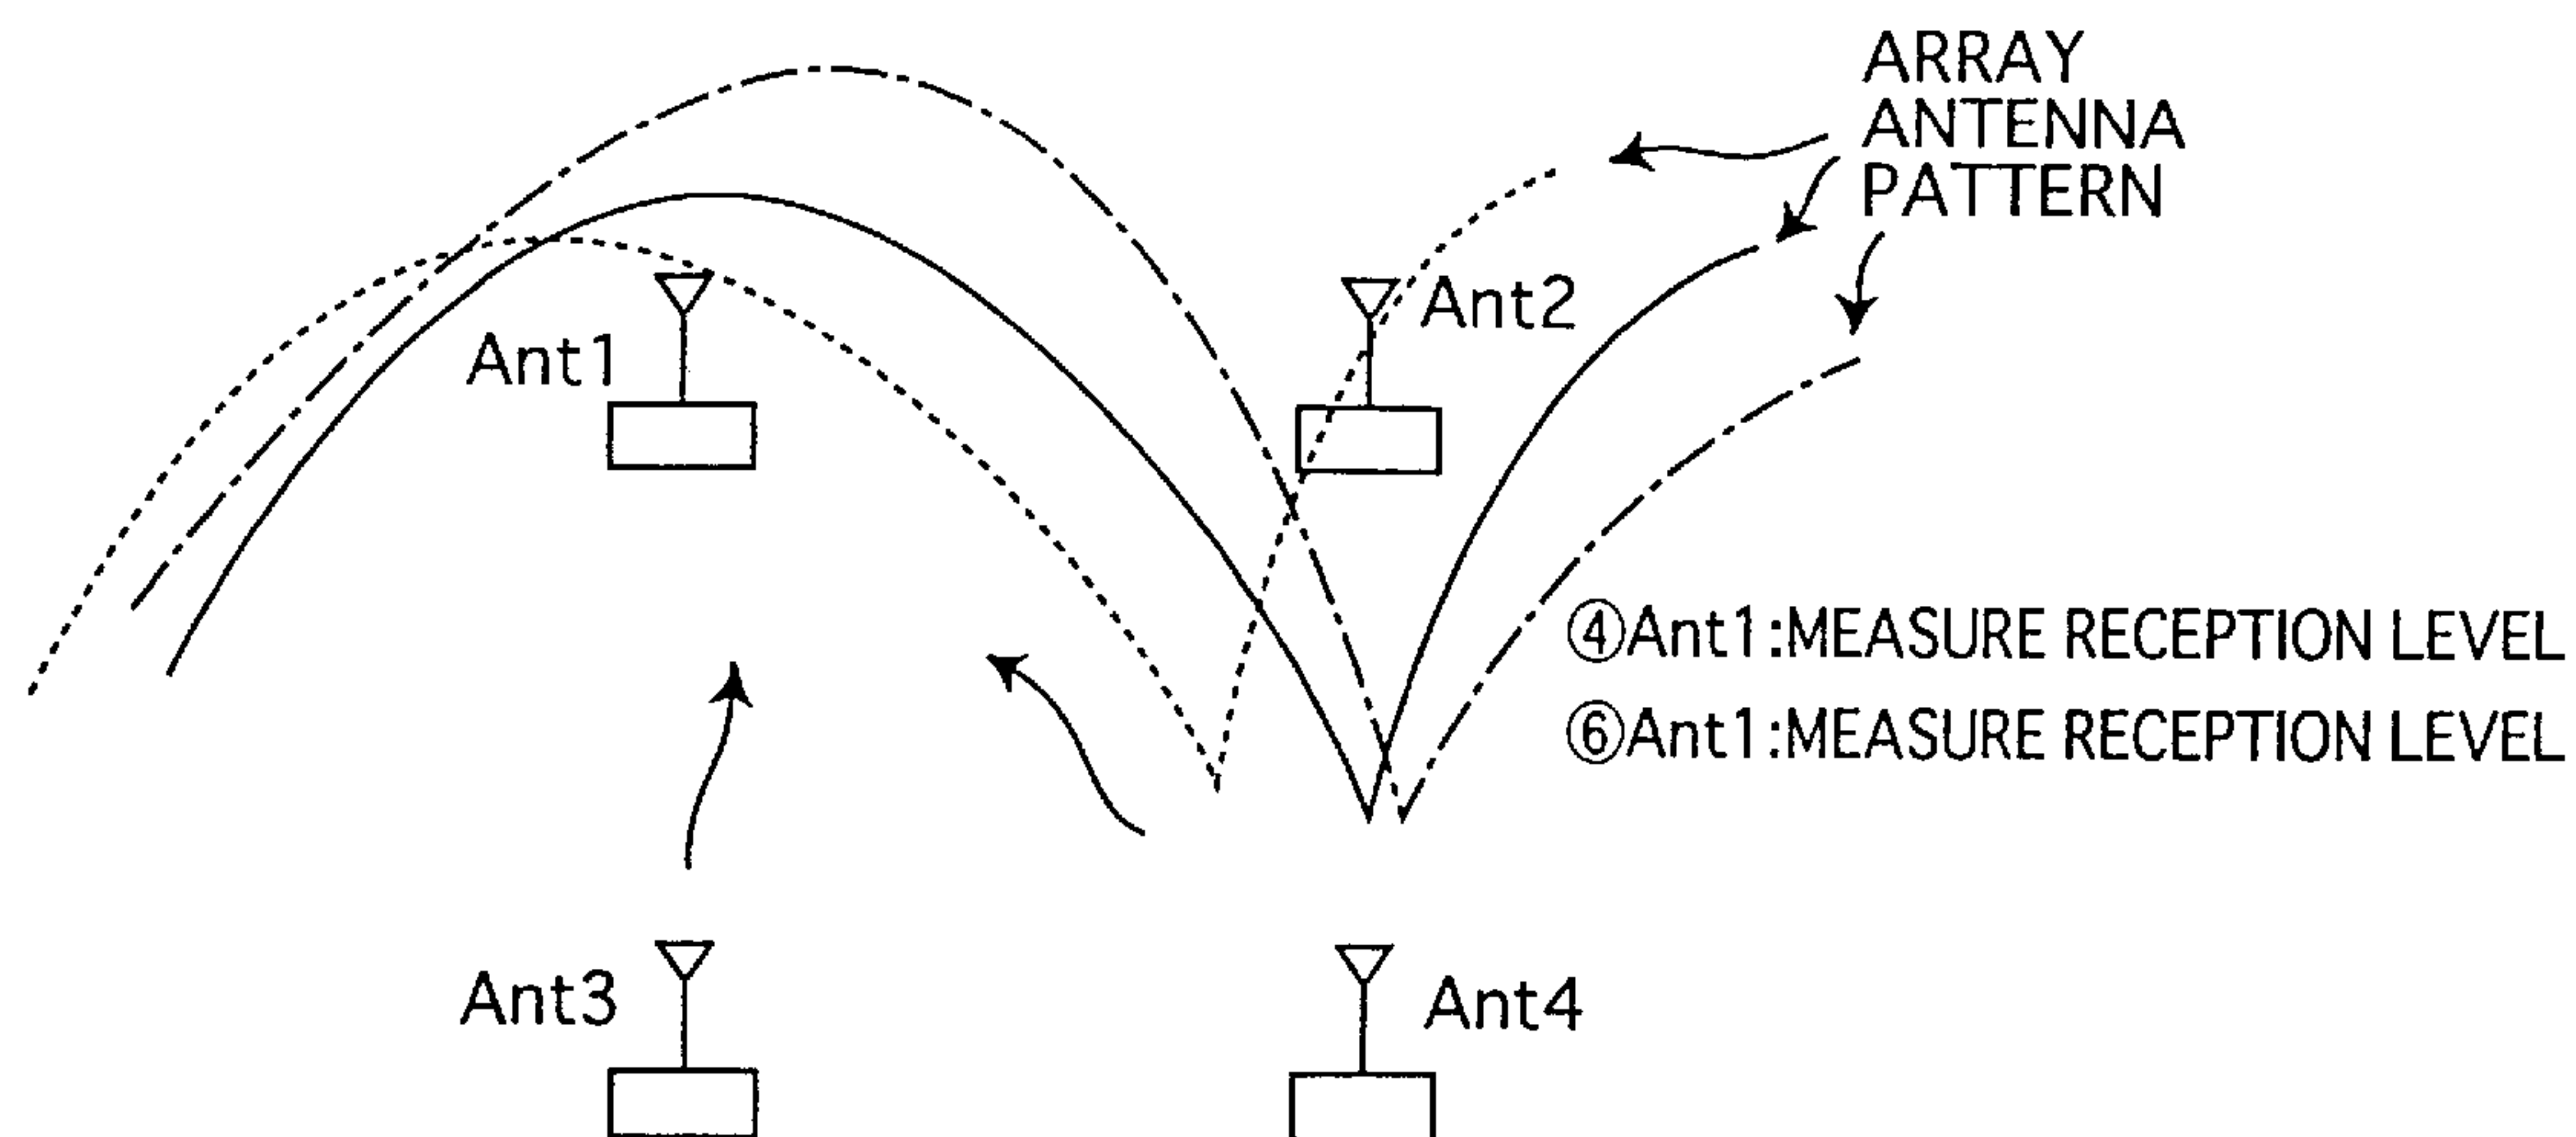 ARRAY
ANTENNA
PATTERN
Ant1
Ant2
④Ant1:MEASURE RECEPTION LEVEL
⑥Ant1:MEASURE RECEPTION LEVEL
Ant3
Ant4